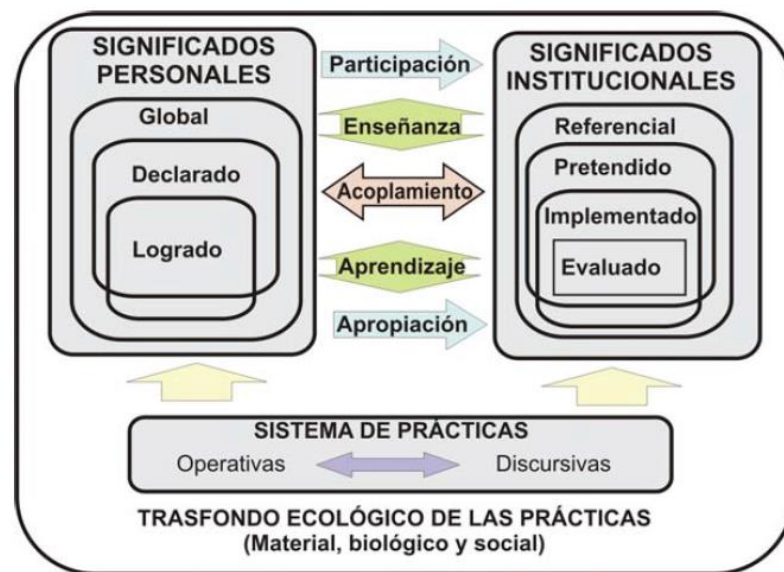 SIGNIFICADOS
PERSONALES
Global
Declarado
Logrado
Participación
Enseñanza
Acoplamiento
Aprendizaje
Apropiación
SIGNIFICADOS
INSTITUCIONALES
Referencial
Pretendido
Implementado
Evaluado
SISTEMA DE PRÁCTICAS
Operativas Discursivas
TRASFONDO ECOLÓGICO DE LAS PRÁCTICAS
(Material, biológico y social)